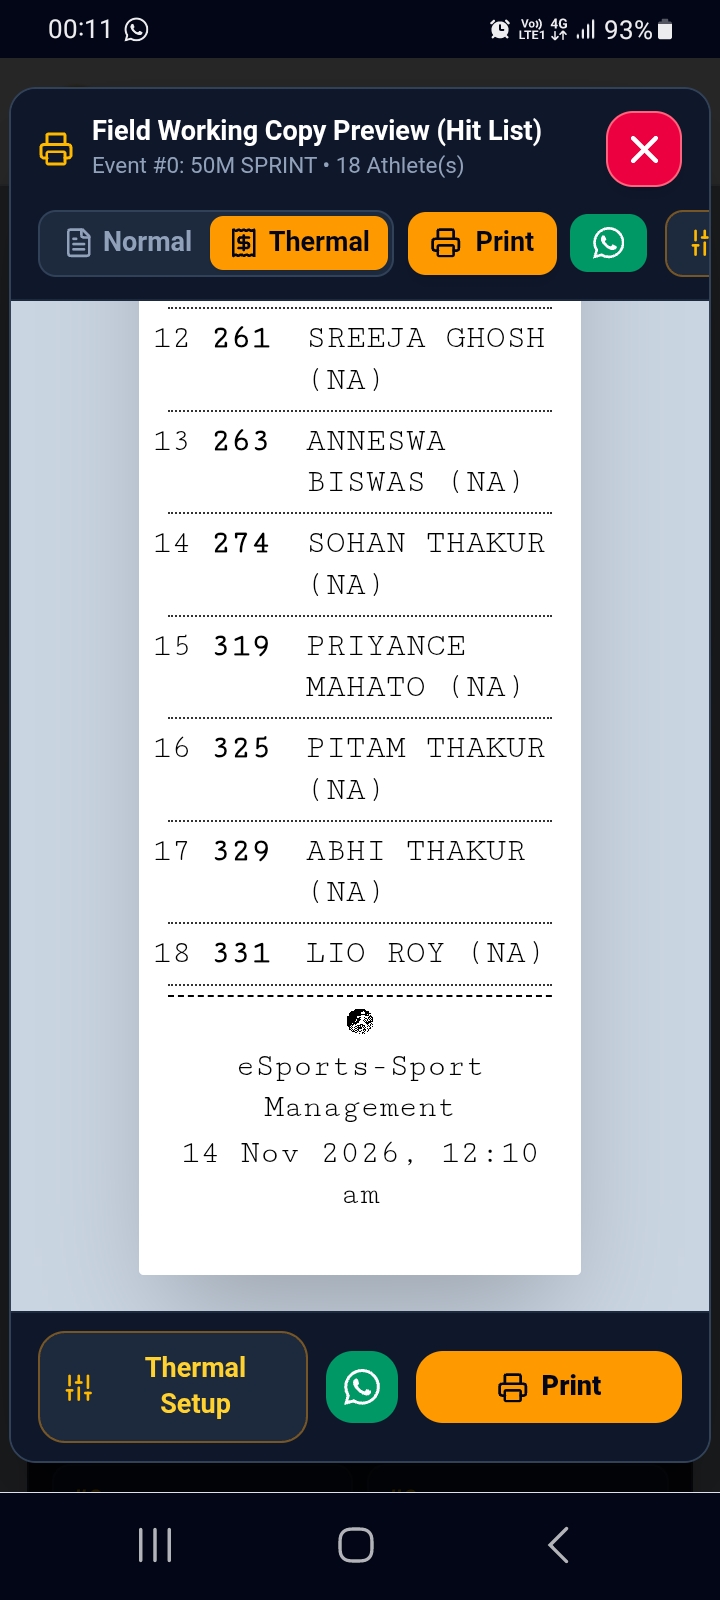 00:11 Vo)) LTE1 4G 93%
Field Working Copy Preview (Hit List)
Event #0: 50M SPRINT • 18 Athlete(s)
Normal Thermal Print
12 261 SREEJA GHOSH
(NA)
13 263 ANNESWA
BISWAS (NA)
14 274 SOHAN THAKUR
(NA)
15 319 PRIYANCE
MAHATO (NA)
16 325 PITAM THAKUR
(NA)
17 329 ABHI THAKUR
(NA)
18 331 LIO ROY (NA)
eSports-Sport
Management
14 Nov 2026, 12:10
am
Thermal
Setup
Print